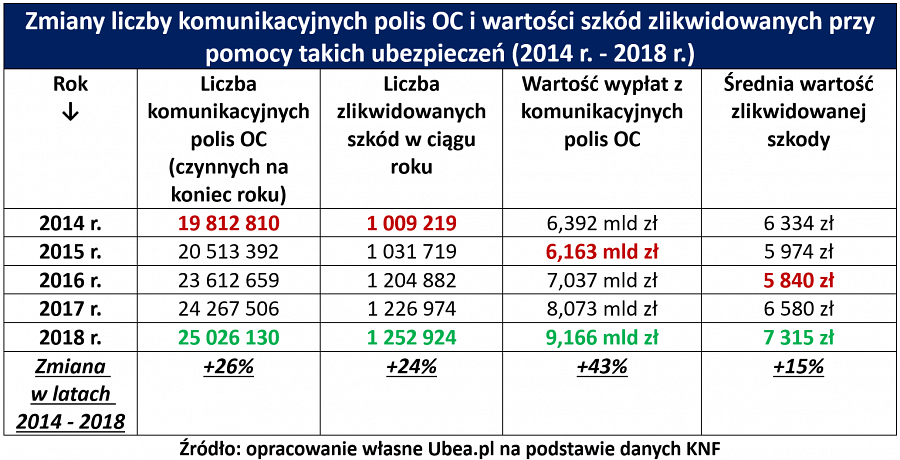 Zmiany liczby komunikacyjnych polis OC i wartości szkód zlikwidowanych przy
pomocy takich ubezpieczeń (2014 r. - 2018 r.)
Rok ↓ | Liczba komunikacyjnych polis OC (czynnych na koniec roku) | Liczba zlikwidowanych szkód w ciągu roku | Wartość wypłat z komunikacyjnych polis OC | Średnia wartość zlikwidowanej szkody
2014 r. | 19 812 810 | 1 009 219 | 6,392 mld zł | 6 334 zł
2015 r. | 20 513 392 | 1 031 719 | 6,163 mld zł | 5 974 zł
2016 r. | 23 612 659 | 1 204 882 | 7,037 mld zł | 5 840 zł
2017 r. | 24 267 506 | 1 226 974 | 8,073 mld zł | 6 580 zł
2018 r. | 25 026 130 | 1 252 924 | 9,166 mld zł | 7 315 zł
Zmiana w latach 2014 - 2018 | +26% | +24% | +43% | +15%
Źródło: opracowanie własne Ubea.pl na podstawie danych KNF